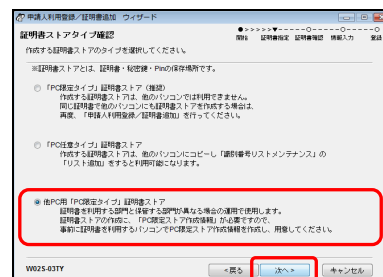 申請人利用登録／証明書追加　ウィザード
証明書ストアタイプ確認
開始　証明書指定　証明書確認　情報入力　登録
作成する証明書ストアのタイプを選択してください。
※証明書ストアとは、証明書・秘密鍵・Pinの保存場所です。
「PC限定タイプ」証明書ストア（推奨）
作成する証明書ストアは、他のパソコンでは利用できません。
同じ証明書で他のパソコンにも証明書ストアを作成する場合は、
再度、「申請人利用登録／証明書追加」を行ってください。
「PC任意タイプ」証明書ストア
作成する証明書ストアは、他のパソコンにコピーし「識別番号リストメンテナンス」の
「リスト追加」をすると利用可能になります。
他PC用「PC限定タイプ」証明書ストア
証明書を利用する部門と保管する部門が異なる場合の運用で使用します。
証明書ストアの作成に、「PC限定ストア作成情報」が必要ですので、
事前に証明書を利用するパソコンでPC限定ストア作成情報を作成し、用意してください。
W02S-03TY
<戻る　次へ>　キャンセル